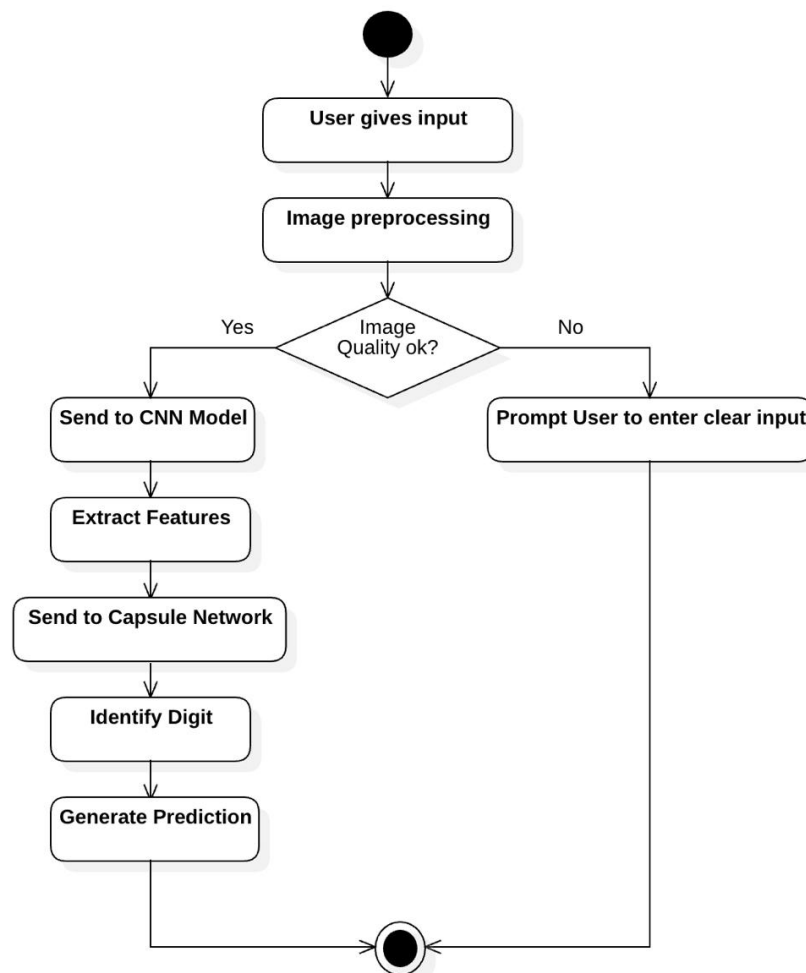 User gives input
Image preprocessing
Image
Quality ok?
Yes
No
Send to CNN Model
Prompt User to enter clear input
Extract Features
Send to Capsule Network
Identify Digit
Generate Prediction